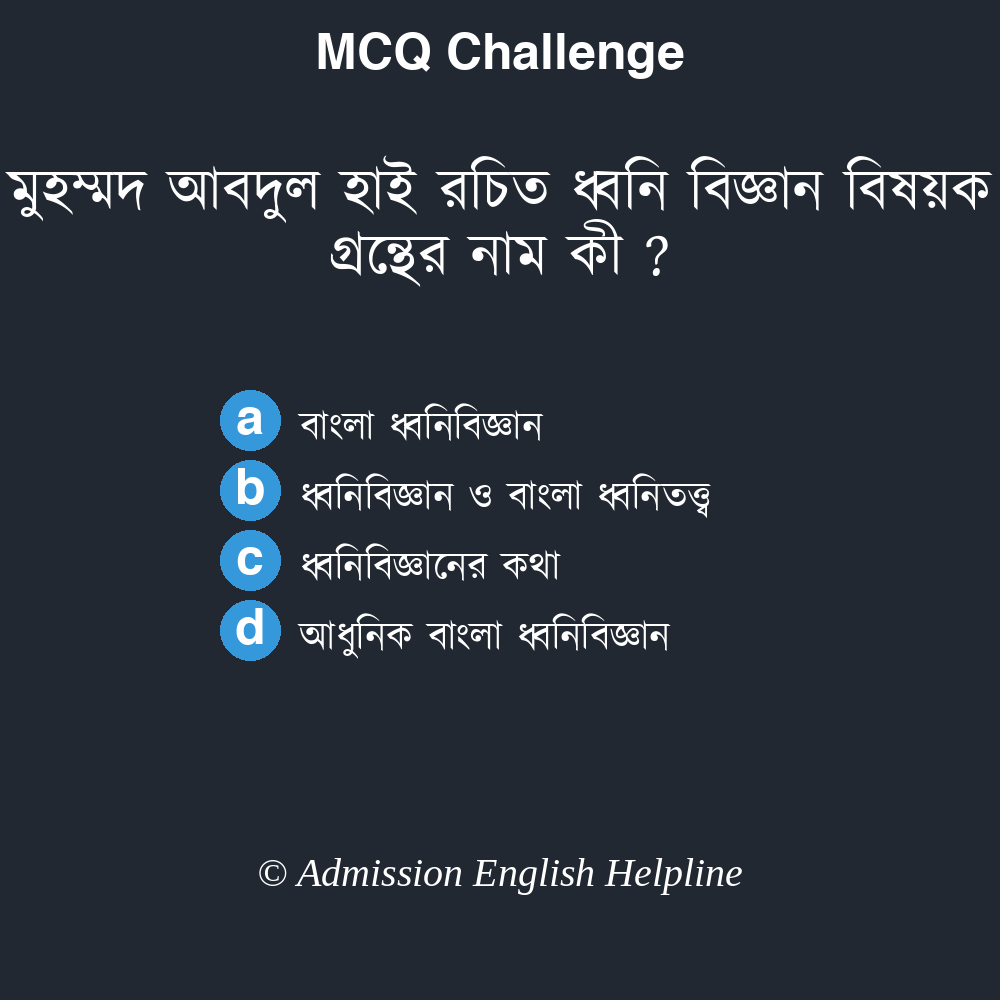 MCQ Challenge
মুহম্মদ আবদুল হাই রচিত ধ্বনি বিজ্ঞান বিষয়ক
গ্রন্থের নাম কী ?
a বাংলা ধ্বনিবিজ্ঞান
b ধ্বনিবিজ্ঞান ও বাংলা ধ্বনিতত্ত্ব
c ধ্বনিবিজ্ঞানের কথা
d আধুনিক বাংলা ধ্বনিবিজ্ঞান
© Admission English Helpline